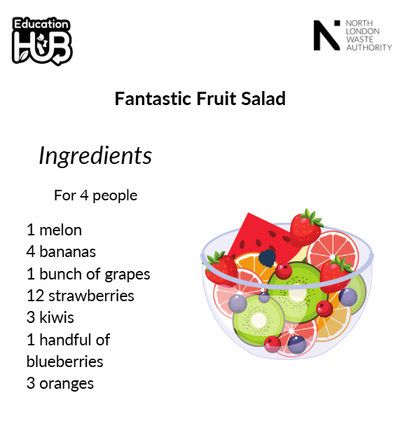 Education
HUB
NORTH
LONDON
WASTE
AUTHORITY
Fantastic Fruit Salad
Ingredients
For 4 people
1 melon
4 bananas
1 bunch of grapes
12 strawberries
3 kiwis
1 handful of
blueberries
3 oranges